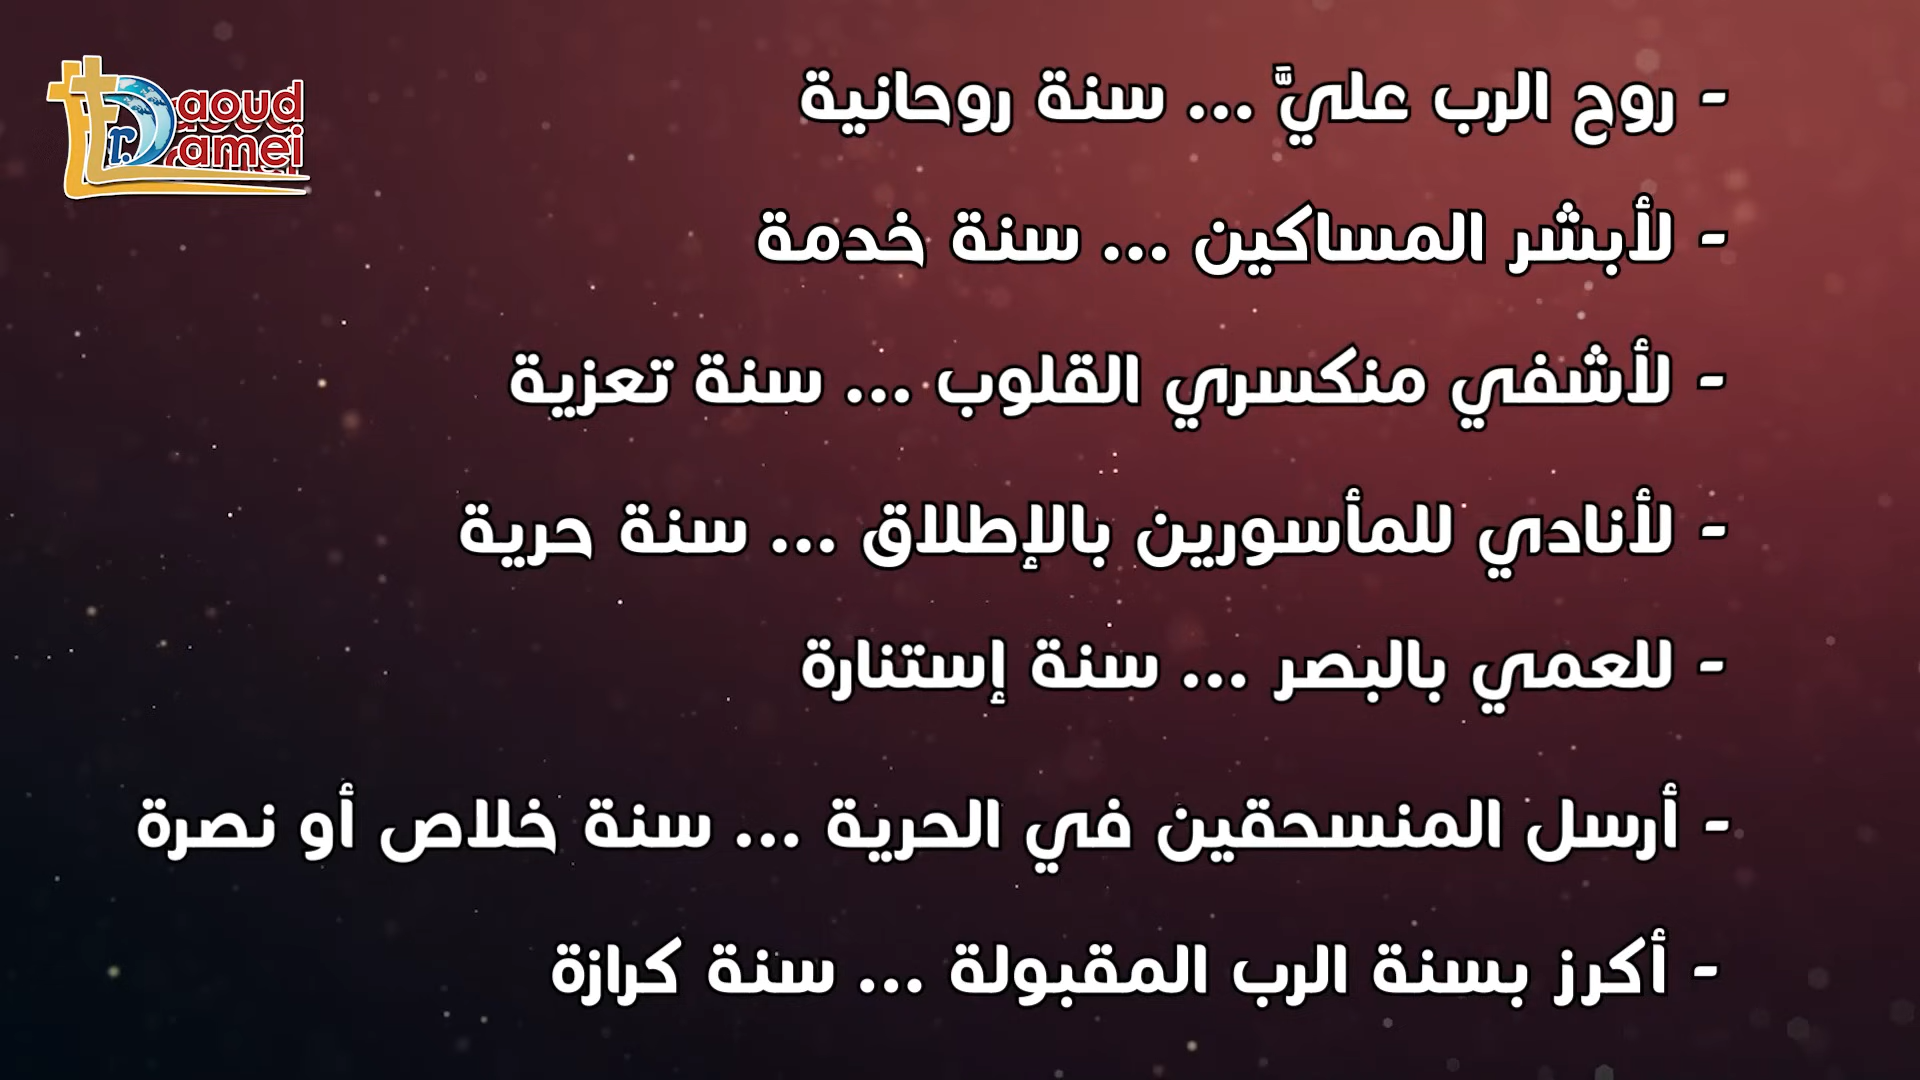 Dr. Daoud Lamei
- روح الرب عليَّ ... سنة روحانية
- لأبشر المساكين ... سنة خدمة
- لأشفي منكسري القلوب ... سنة تعزية
- لأنادي للمأسورين بالإطلاق ... سنة حرية
- للعمي بالبصر ... سنة إستنارة
- أرسل المنسحقين في الحرية ... سنة خلاص أو نصرة
- أكرز بسنة الرب المقبولة ... سنة كرازة